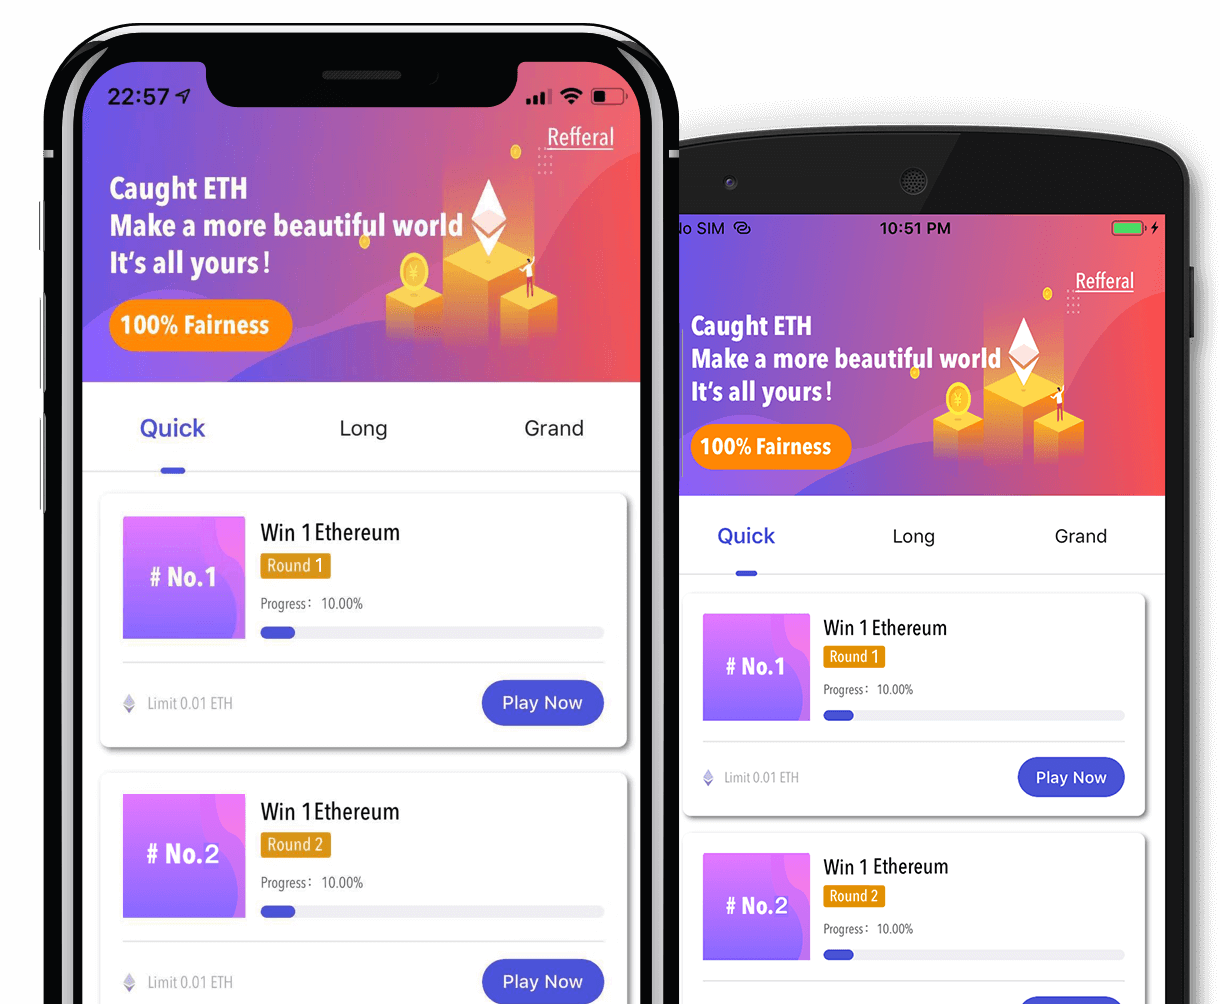 22:57
Refferal
Caught ETH
Make a more beautiful world
It's all yours!
100% Fairness
Quick
Long
Grand
# No.1
Win 1 Ethereum
Round 1
Progress: 10.00%
Limit 0.01 ETH
Play Now
# No.2
Win 1 Ethereum
Round 2
Progress: 10.00%
Limit 0.01 ETH
Play Now
No SIM
10:51 PM
Refferal
Caught ETH
Make a more beautiful world
It's all yours!
100% Fairness
Quick
Long
Grand
# No.1
Win 1 Ethereum
Round 1
Progress: 10.00%
Limit 0.01 ETH
Play Now
# No.2
Win 1 Ethereum
Round 2
Progress: 10.00%